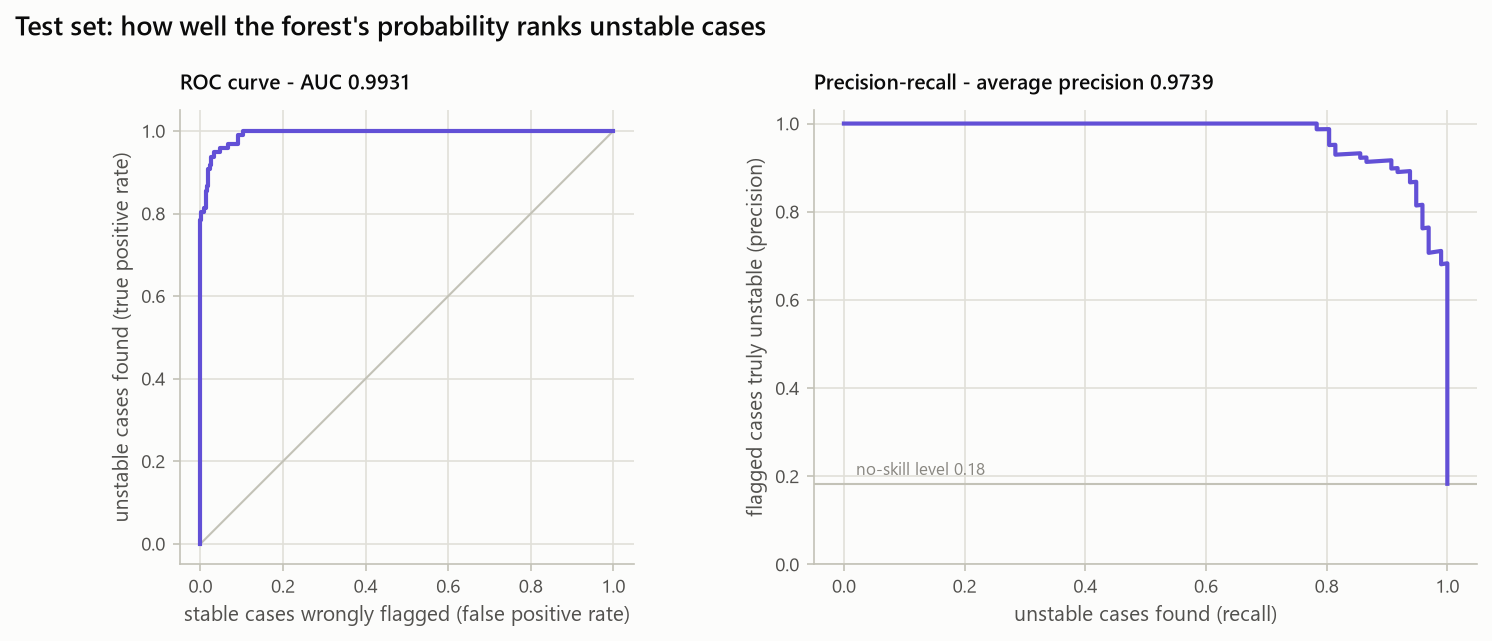 Test set: how well the forest's probability ranks unstable cases
ROC curve - AUC 0.9931
unstable cases found (true positive rate)
1.0
0.8
0.6
0.4
0.2
0.0
0.0 0.2 0.4 0.6 0.8 1.0
stable cases wrongly flagged (false positive rate)
Precision-recall - average precision 0.9739
flagged cases truly unstable (precision)
1.0
0.8
0.6
0.4
0.2
0.0
no-skill level 0.18
0.0 0.2 0.4 0.6 0.8 1.0
unstable cases found (recall)